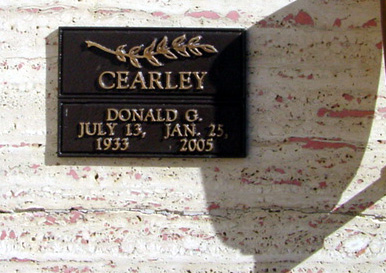 CEARLEY
DONALD G.
JULY 13, JAN. 25,
1933 2005